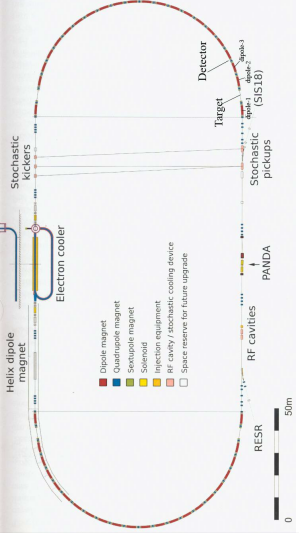 Detector
dipole-3
dipole-2
(SIS18)
dipole-1
Target
Stochastic
kickers
Stochastic
pickups
Electron cooler
PANDA
Helix dipole
magnet
Dipole magnet
Quadrupole magnet
Sextupole magnet
Solenoid
Injection equipment
RF cavity / stochastic cooling device
Space reserve for future upgrade
RF cavities
RESR
0
50m